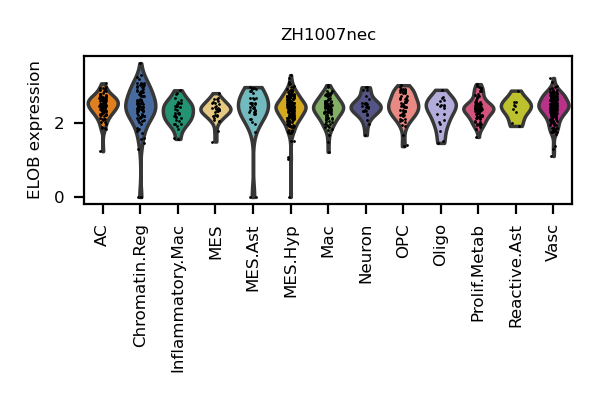 ZH1007nec
ELOB expression
2
0
AC
Chromatin.Reg
Inflammatory.Mac
MES
MES.Ast
MES.Hyp
Mac
Neuron
OPC
Oligo
Prolif.Metab
Reactive.Ast
Vasc